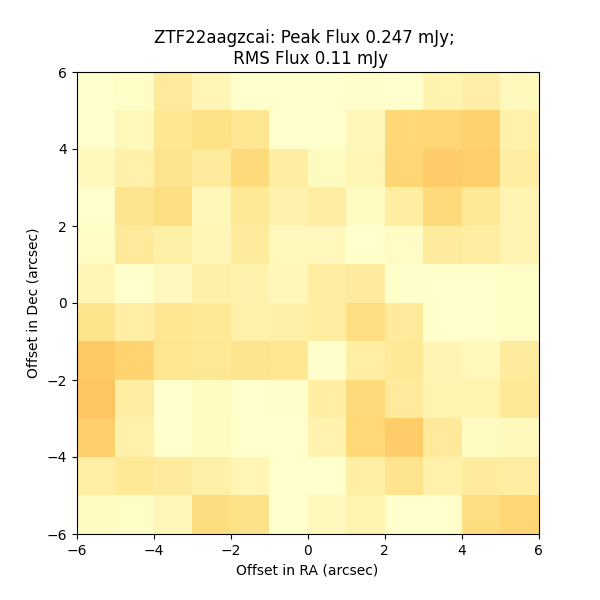 ZTF22aagzcai: Peak Flux 0.247 mJy;
RMS Flux 0.11 mJy
6
4
2
0
−2
−4
−6
Offset in Dec (arcsec)
−6 −4 −2 0 2 4 6
Offset in RA (arcsec)